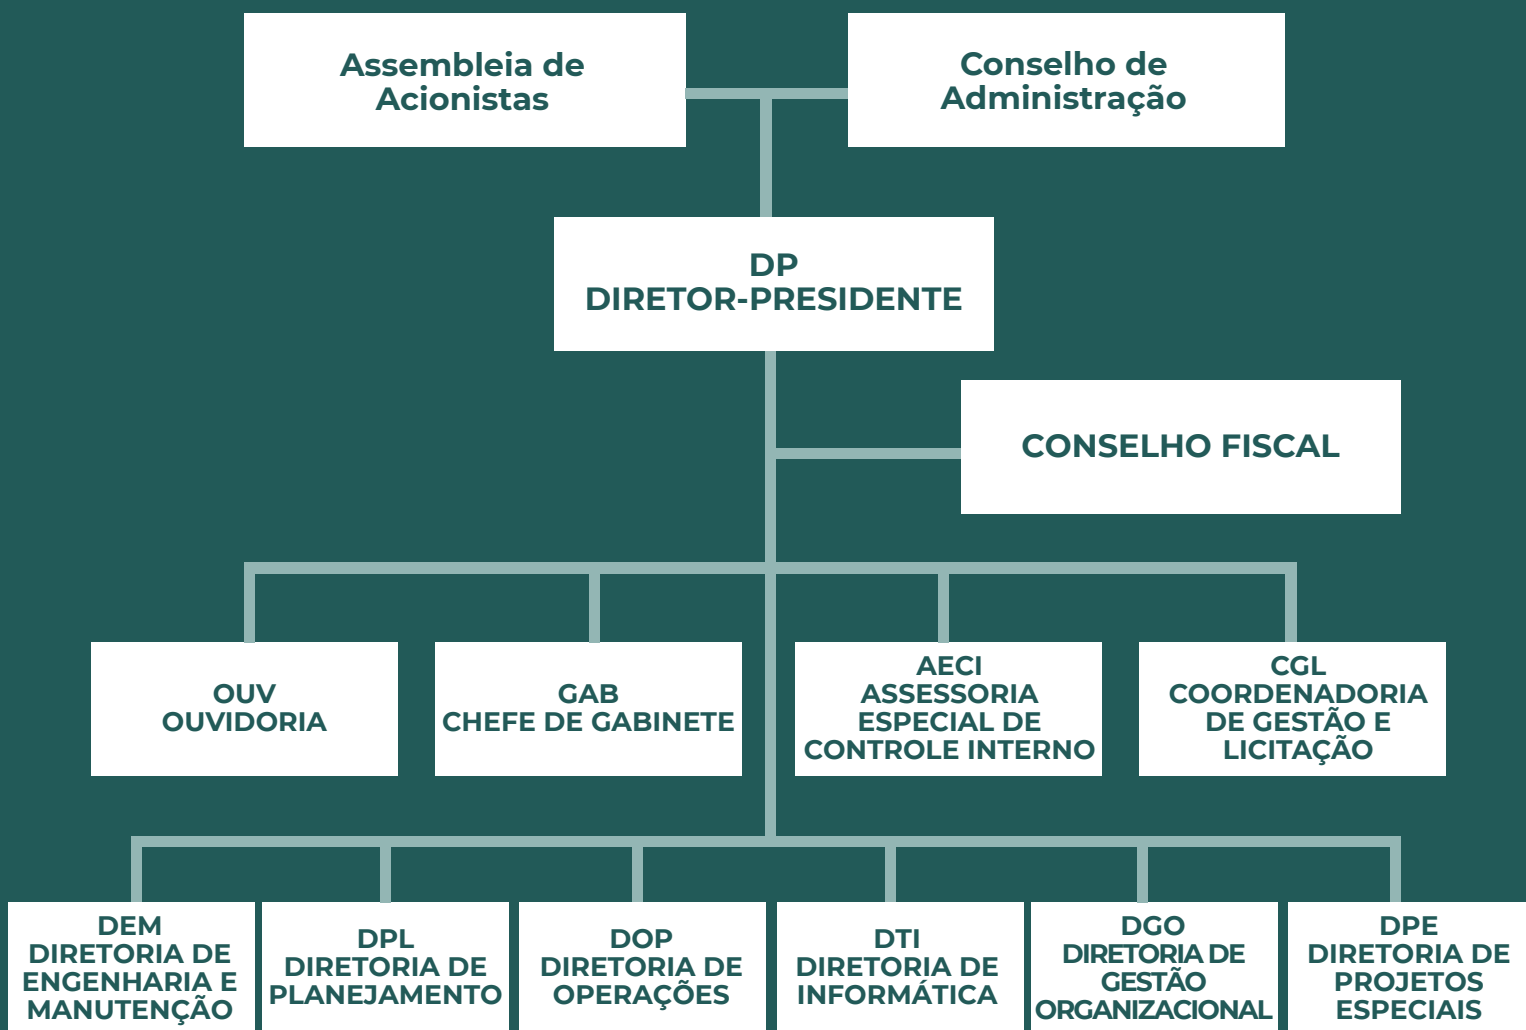 Assembleia de
Acionistas
Conselho de
Administração
DP
DIRETOR-PRESIDENTE
CONSELHO FISCAL
OUV
OUVIDORIA
GAB
CHEFE DE GABINETE
AECI
ASSESSORIA
ESPECIAL DE
CONTROLE INTERNO
CGL
COORDENADORIA
DE GESTÃO E
LICITAÇÃO
DEM
DIRETORIA DE
ENGENHARIA E
MANUTENÇÃO
DPL
DIRETORIA DE
PLANEJAMENTO
DOP
DIRETORIA DE
OPERAÇÕES
DTI
DIRETORIA DE
INFORMÁTICA
DGO
DIRETORIA DE
GESTÃO
ORGANIZACIONAL
DPE
DIRETORIA DE
PROJETOS
ESPECIAIS